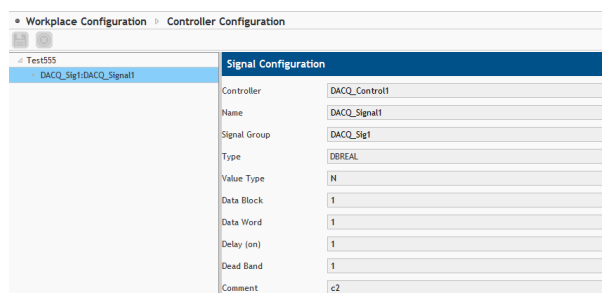 Workplace Configuration Controller Configuration
Test555
DACQ_Sig1:DACQ_Signal1
Signal Configuration
Controller DACQ_Control1
Name DACQ_Signal1
Signal Group DACQ_Sig1
Type DBREAL
Value Type N
Data Block 1
Data Word 1
Delay (on) 1
Dead Band 1
Comment c2